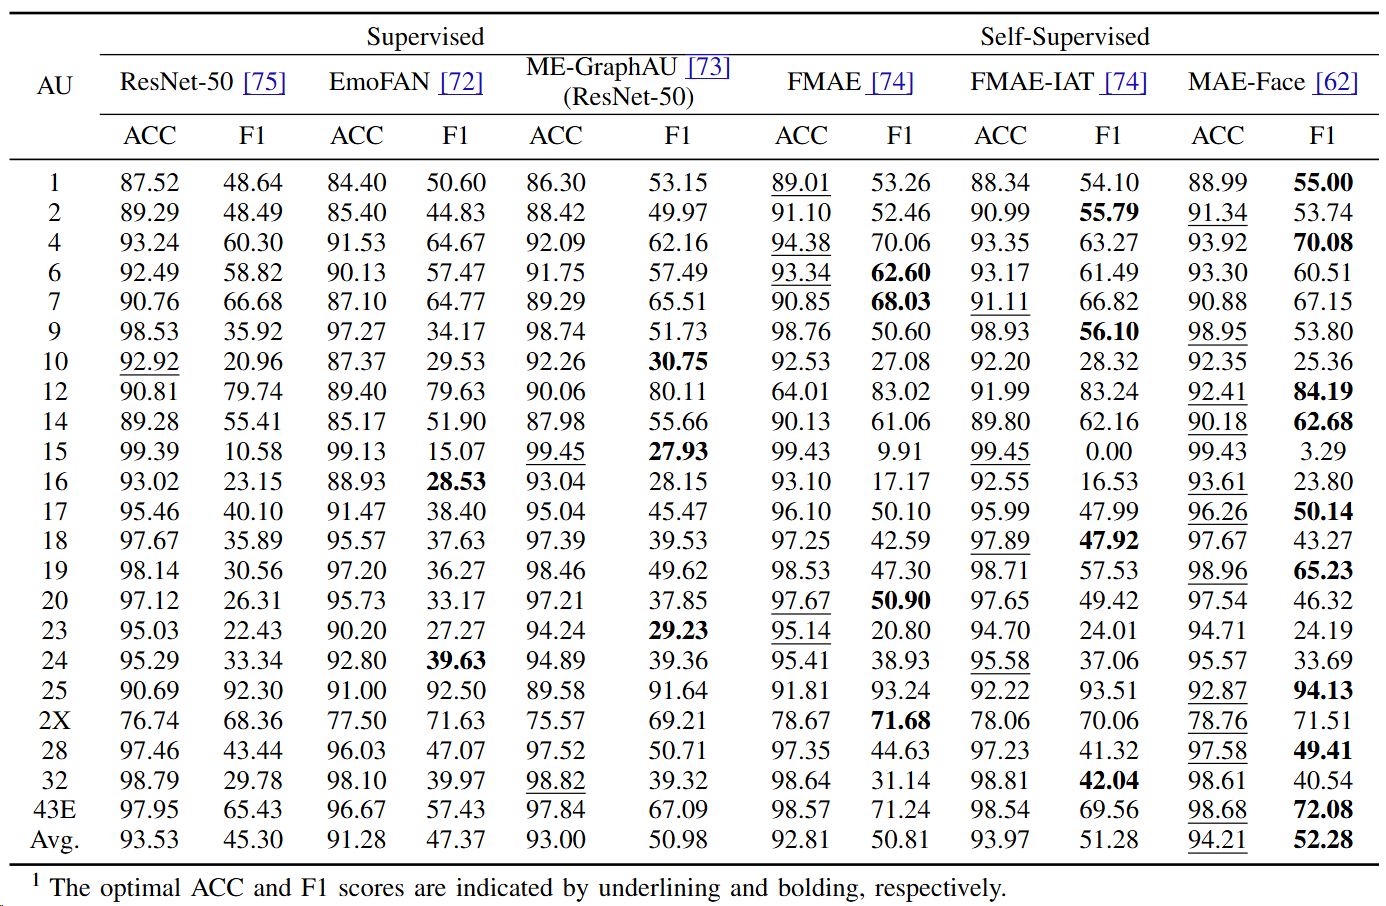 Supervised Self-Supervised
AU ResNet-50 [75] EmoFAN [72] ME-GraphAU [73] (ResNet-50) FMAE [74] FMAE-IAT [74] MAE-Face [62]
ACC F1 ACC F1 ACC F1 ACC F1 ACC F1 ACC F1
1 87.52 48.64 84.40 50.60 86.30 53.15 89.01 53.26 88.34 54.10 88.99 55.00
2 89.29 48.49 85.40 44.83 88.42 49.97 91.10 52.46 90.99 55.79 91.34 53.74
4 93.24 60.30 91.53 64.67 92.09 62.16 94.38 70.06 93.35 63.27 93.92 70.08
6 92.49 58.82 90.13 57.47 91.75 57.49 93.34 62.60 93.17 61.49 93.30 60.51
7 90.76 66.68 87.10 64.77 89.29 65.51 90.85 68.03 91.11 66.82 90.88 67.15
9 98.53 35.92 97.27 34.17 98.74 51.73 98.76 50.60 98.93 56.10 98.95 53.80
10 92.92 20.96 87.37 29.53 92.26 30.75 92.53 27.08 92.20 28.32 92.35 25.36
12 90.81 79.74 89.40 79.63 90.06 80.11 64.01 83.02 91.99 83.24 92.41 84.19
14 89.28 55.41 85.17 51.90 87.98 55.66 90.13 61.06 89.80 62.16 90.18 62.68
15 99.39 10.58 99.13 15.07 99.45 27.93 99.43 9.91 99.45 0.00 99.43 3.29
16 93.02 23.15 88.93 28.53 93.04 28.15 93.10 17.17 92.55 16.53 93.61 23.80
17 95.46 40.10 91.47 38.40 95.04 45.47 96.10 50.10 95.99 47.99 96.26 50.14
18 97.67 35.89 95.57 37.63 97.39 39.53 97.25 42.59 97.89 47.92 97.67 43.27
19 98.14 30.56 97.20 36.27 98.46 49.62 98.53 47.30 98.71 57.53 98.96 65.23
20 97.12 26.31 95.73 33.17 97.21 37.85 97.67 50.90 97.65 49.42 97.54 46.32
23 95.03 22.43 90.20 27.27 94.24 29.23 95.14 20.80 94.70 24.01 94.71 24.19
24 95.29 33.34 92.80 39.63 94.89 39.36 95.41 38.93 95.58 37.06 95.57 33.69
25 90.69 92.30 91.00 92.50 89.58 91.64 91.81 93.24 92.22 93.51 92.87 94.13
2X 76.74 68.36 77.50 71.63 75.57 69.21 78.67 71.68 78.06 70.06 78.76 71.51
28 97.46 43.44 96.03 47.07 97.52 50.71 97.35 44.63 97.23 41.32 97.58 49.41
32 98.79 29.78 98.10 39.97 98.82 39.32 98.64 31.14 98.81 42.04 98.61 40.54
43E 97.95 65.43 96.67 57.43 97.84 67.09 98.57 71.24 98.54 69.56 98.68 72.08
Avg. 93.53 45.30 91.28 47.37 93.00 50.98 92.81 50.81 93.97 51.28 94.21 52.28
1 The optimal ACC and F1 scores are indicated by underlining and bolding, respectively.